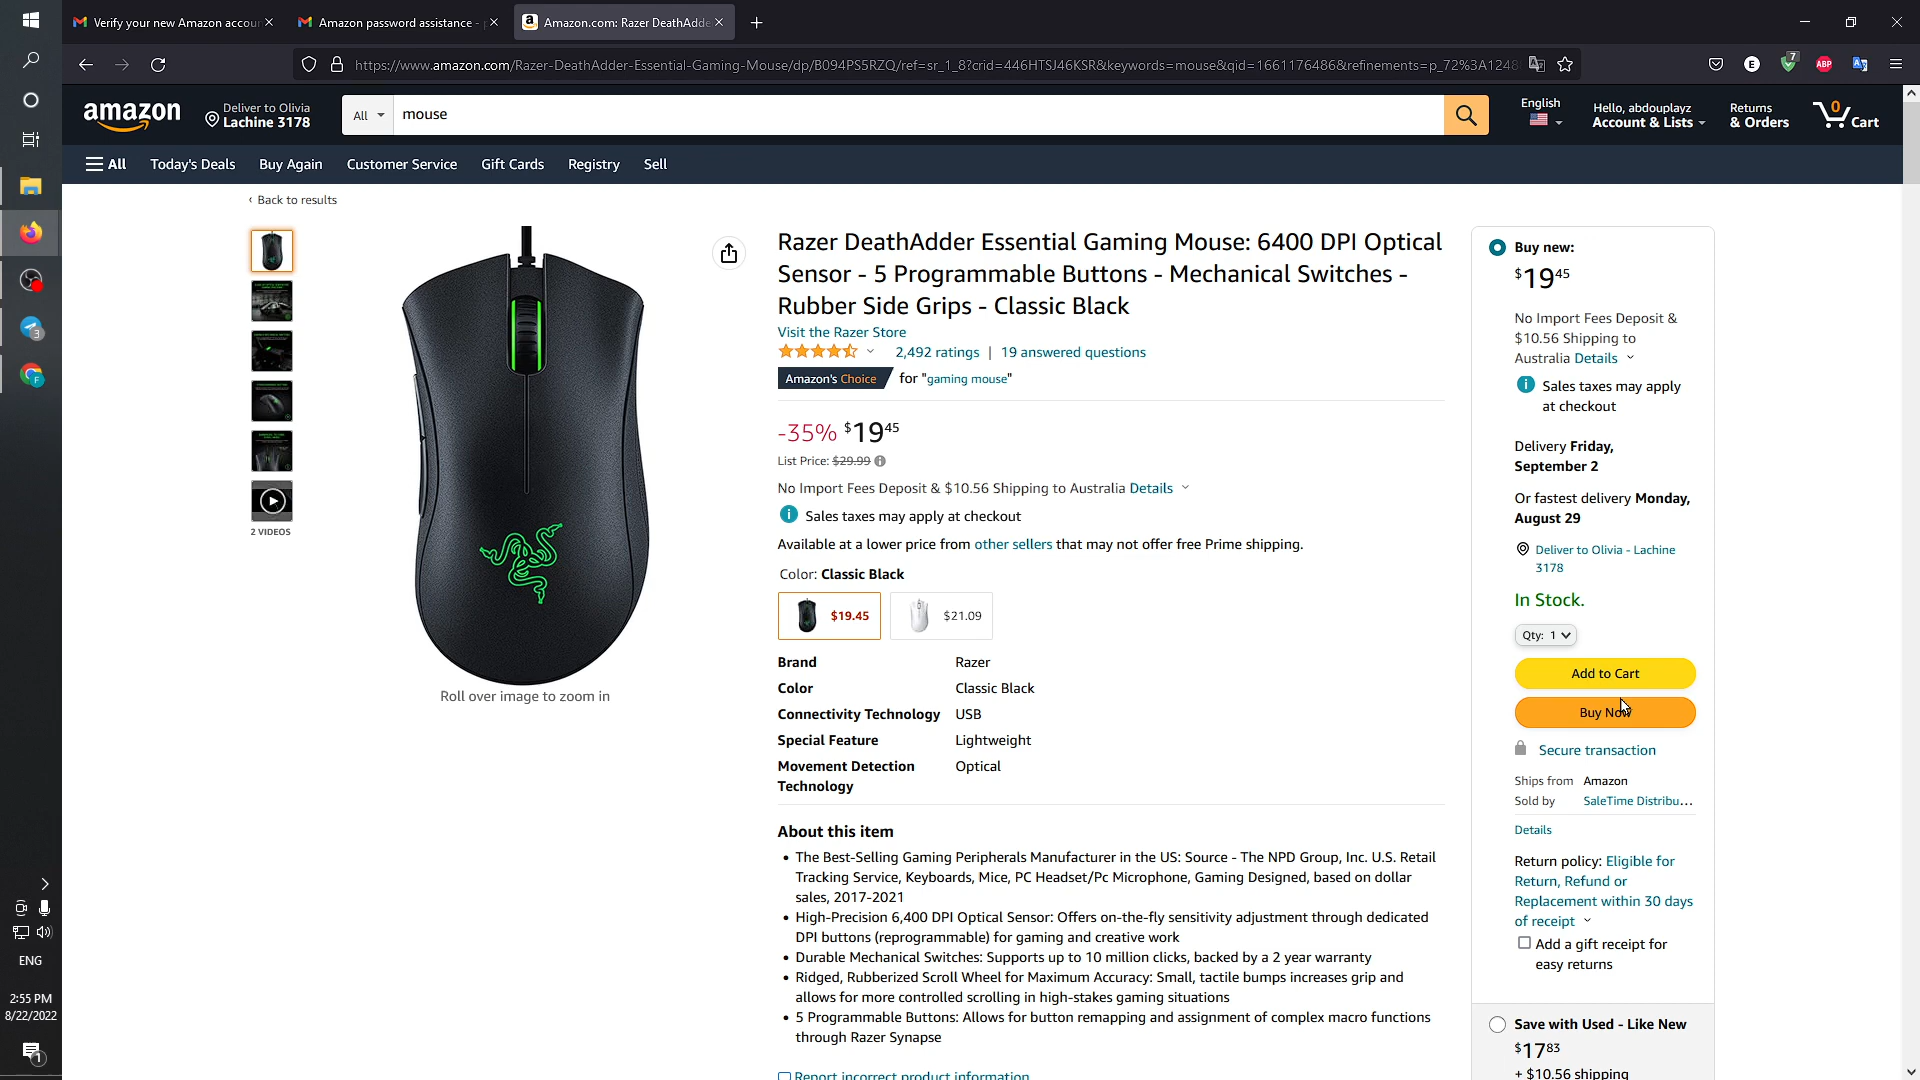 Verify your new Amazon accou
Amazon password assistance -
Amazon.com: Razer DeathAdde
https://www.amazon.com/Razer-DeathAdder-Essential-Gaming-Mouse/dp/B094PS5RZQ/ref=sr_1_8?crid=446HTSJ46KSR&keywords=mouse&qid=1661176486&refinements=p_72%3A1248
7
E
ABP
amazon
Deliver to Olivia
Lachine 3178
All
mouse
English
Hello, abdouplayz
Account & Lists
Returns
& Orders
0
Cart
All
Today's Deals
Buy Again
Customer Service
Gift Cards
Registry
Sell
‹ Back to results
2 VIDEOS
Roll over image to zoom in
Razer DeathAdder Essential Gaming Mouse: 6400 DPI Optical
Sensor - 5 Programmable Buttons - Mechanical Switches -
Rubber Side Grips - Classic Black
Visit the Razer Store
2,492 ratings | 19 answered questions
Amazon's Choice for "gaming mouse"
-35% $19 45
List Price: $29.99
No Import Fees Deposit & $10.56 Shipping to Australia Details
Sales taxes may apply at checkout
Available at a lower price from other sellers that may not offer free Prime shipping.
Color: Classic Black
$19.45
$21.09
Brand Razer
Color Classic Black
Connectivity Technology USB
Special Feature Lightweight
Movement Detection Optical
Technology
About this item
• The Best-Selling Gaming Peripherals Manufacturer in the US: Source - The NPD Group, Inc. U.S. Retail
Tracking Service, Keyboards, Mice, PC Headset/Pc Microphone, Gaming Designed, based on dollar
sales, 2017-2021
• High-Precision 6,400 DPI Optical Sensor: Offers on-the-fly sensitivity adjustment through dedicated
DPI buttons (reprogrammable) for gaming and creative work
• Durable Mechanical Switches: Supports up to 10 million clicks, backed by a 2 year warranty
• Ridged, Rubberized Scroll Wheel for Maximum Accuracy: Small, tactile bumps increases grip and
allows for more controlled scrolling in high-stakes gaming situations
• 5 Programmable Buttons: Allows for button remapping and assignment of complex macro functions
through Razer Synapse
Report incorrect product information
Buy new:
$19 45
No Import Fees Deposit &
$10.56 Shipping to
Australia Details
Sales taxes may apply
at checkout
Delivery Friday,
September 2
Or fastest delivery Monday,
August 29
Deliver to Olivia - Lachine
3178
In Stock.
Qty: 1
Add to Cart
Buy Now
Secure transaction
Ships from Amazon
Sold by SaleTime Distribu...
Details
Return policy: Eligible for
Return, Refund or
Replacement within 30 days
of receipt
Add a gift receipt for
easy returns
Save with Used - Like New
$17 83
+ $10.56 shipping
3
F
ENG
2:55 PM
8/22/2022
1